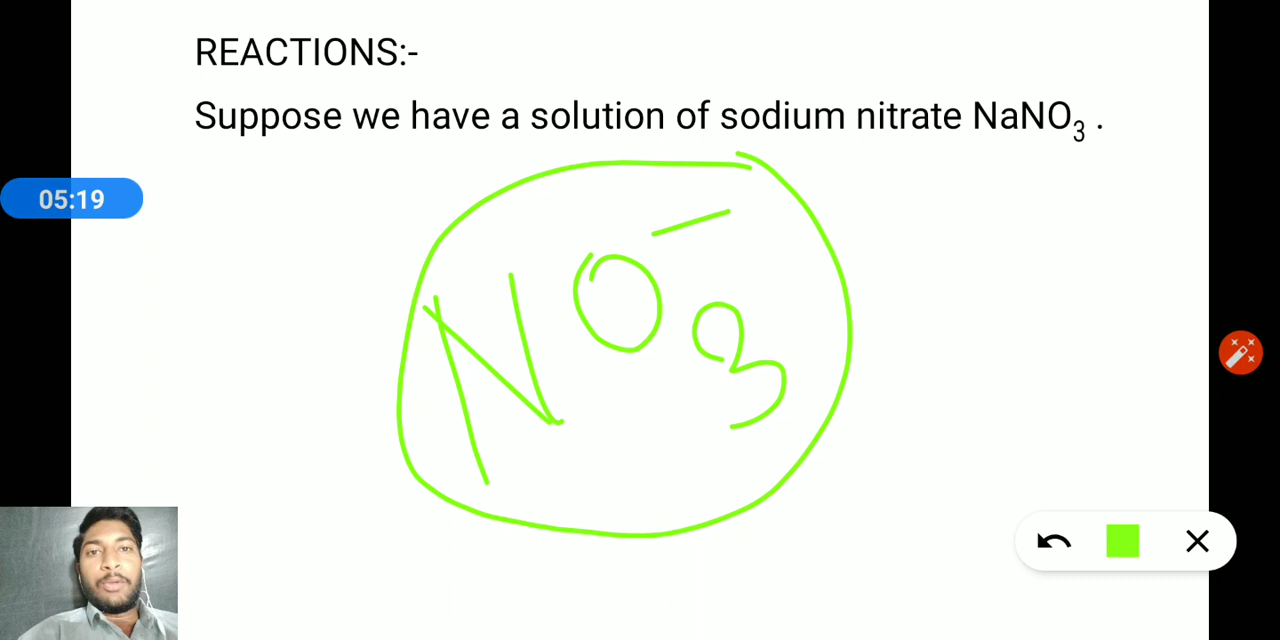 REACTIONS:-
Suppose we have a solution of sodium nitrate NaNO₃ .
05:19
NO₃⁻